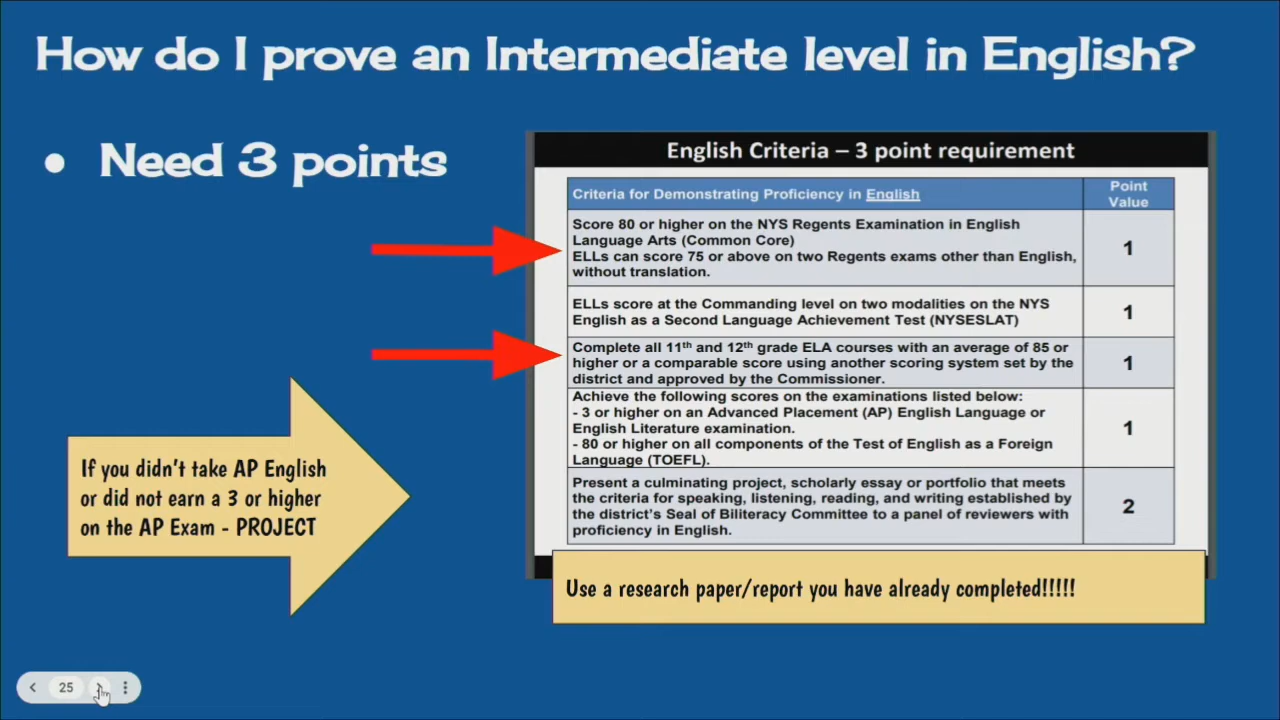 How do I prove an Intermediate level in English?
● Need 3 points
English Criteria – 3 point requirement
Criteria for Demonstrating Proficiency in English
Point
Value
Score 80 or higher on the NYS Regents Examination in English
Language Arts (Common Core)
ELLs can score 75 or above on two Regents exams other than English,
without translation.
1
ELLs score at the Commanding level on two modalities on the NYS
English as a Second Language Achievement Test (NYSESLAT)
1
Complete all 11th and 12th grade ELA courses with an average of 85 or
higher or a comparable score using another scoring system set by the
district and approved by the Commissioner.
1
Achieve the following scores on the examinations listed below:
- 3 or higher on an Advanced Placement (AP) English Language or
English Literature examination.
- 80 or higher on all components of the Test of English as a Foreign
Language (TOEFL).
1
Present a culminating project, scholarly essay or portfolio that meets
the criteria for speaking, listening, reading, and writing established by
the district's Seal of Biliteracy Committee to a panel of reviewers with
proficiency in English.
2
If you didn't take AP English
or did not earn a 3 or higher
on the AP Exam - PROJECT
Use a research paper/report you have already completed!!!!!
25